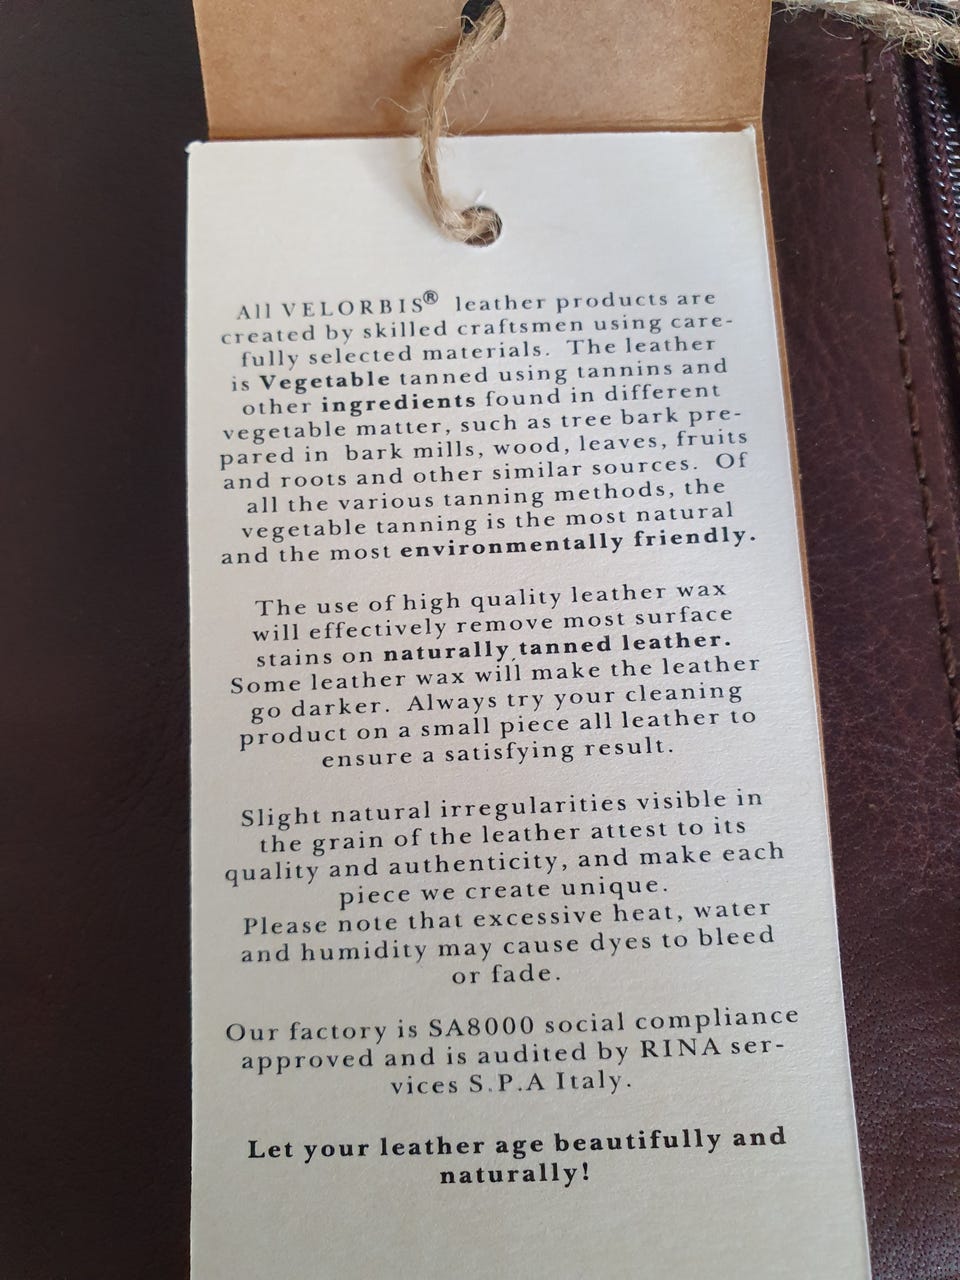 All VELORBIS® leather products are
created by skilled craftsmen using care-
fully selected materials. The leather
is Vegetable tanned using tannins and
other ingredients found in different
vegetable matter, such as tree bark pre-
pared in bark mills, wood, leaves, fruits
and roots and other similar sources. Of
all the various tanning methods, the
vegetable tanning is the most natural
and the most environmentally friendly.
The use of high quality leather wax
will effectively remove most surface
stains on naturally tanned leather.
Some leather wax will make the leather
go darker. Always try your cleaning
product on a small piece all leather to
ensure a satisfying result.
Slight natural irregularities visible in
the grain of the leather attest to its
quality and authenticity, and make each
piece we create unique.
Please note that excessive heat, water
and humidity may cause dyes to bleed
or fade.
Our factory is SA8000 social compliance
approved and is audited by RINA ser-
vices S.P.A Italy.
Let your leather age beautifully and
naturally!